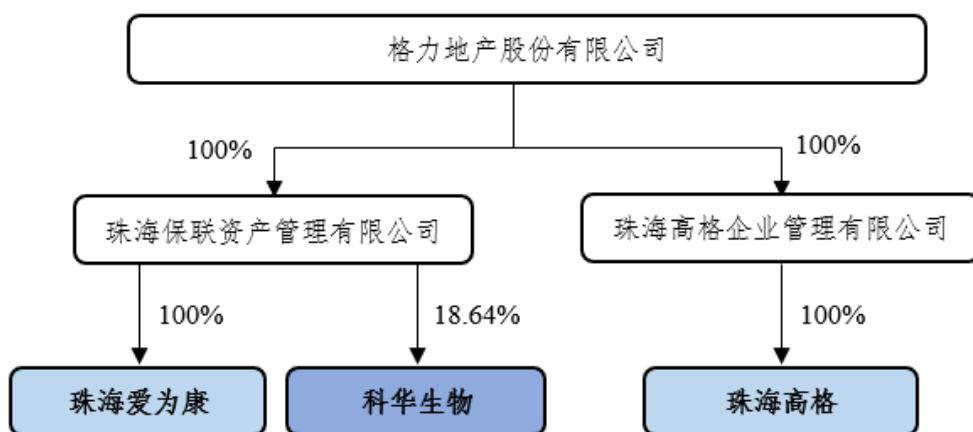 格力地产股份有限公司
100%
100%
珠海保联资产管理有限公司
珠海高格企业管理有限公司
100%
18.64%
100%
珠海爱为康
科华生物
珠海高格